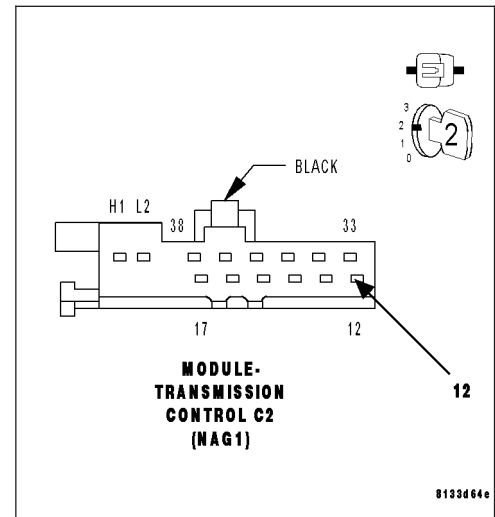 3
2
1
0
2
BLACK
H1 L2
38
33
17
12
12
MODULE-
TRANSMISSION
CONTROL C2
(NAG1)
8133d64e